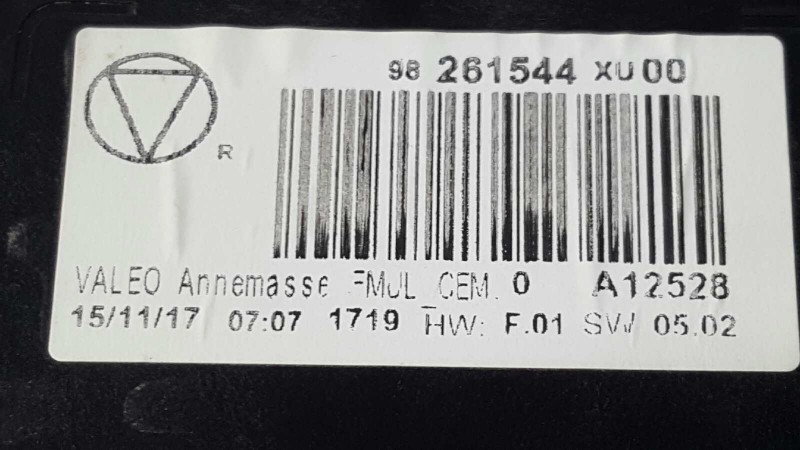 98 261544 XU 00
R
VALEO Annemasse FMUL CEM. 0 A12528
15/11/17 07:07 1719 HW: F.01 SW 05.02